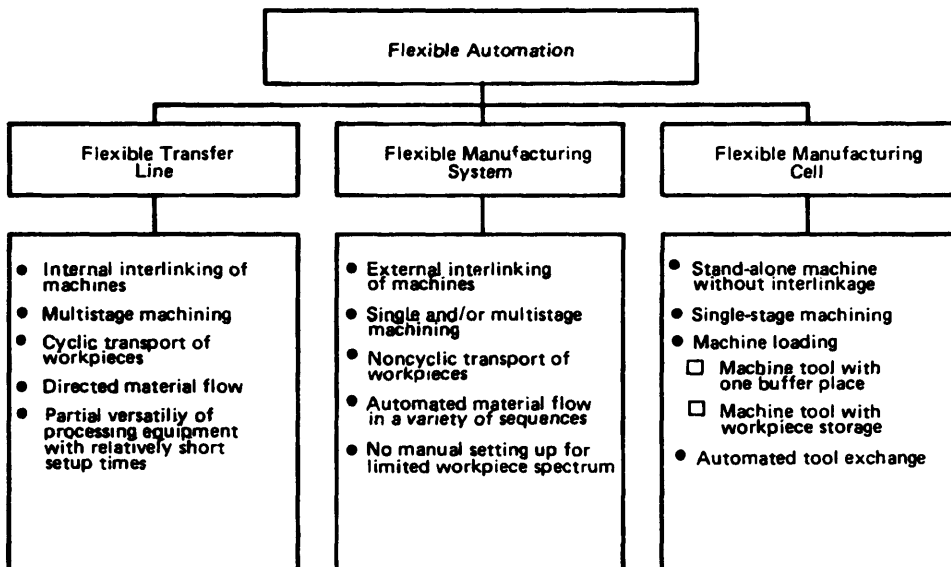 Flexible Automation
Flexible Transfer
Line
Flexible Manufacturing
System
Flexible Manufacturing
Cell
● Internal interlinking of
machines
● Multistage machining
● Cyclic transport of
workpieces
● Directed material flow
● Partial versatiliy of
processing equipment
with relatively short
setup times
● External interlinking
of machines
● Single and/or multistage
machining
● Noncyclic transport of
workpieces
● Automated material flow
in a variety of sequences
● No manual setting up for
limited workpiece spectrum
● Stand-alone machine
without interlinkage
● Single-stage machining
● Machine loading
□ Machine tool with
one buffer place
□ Machine tool with
workpiece storage
● Automated tool exchange